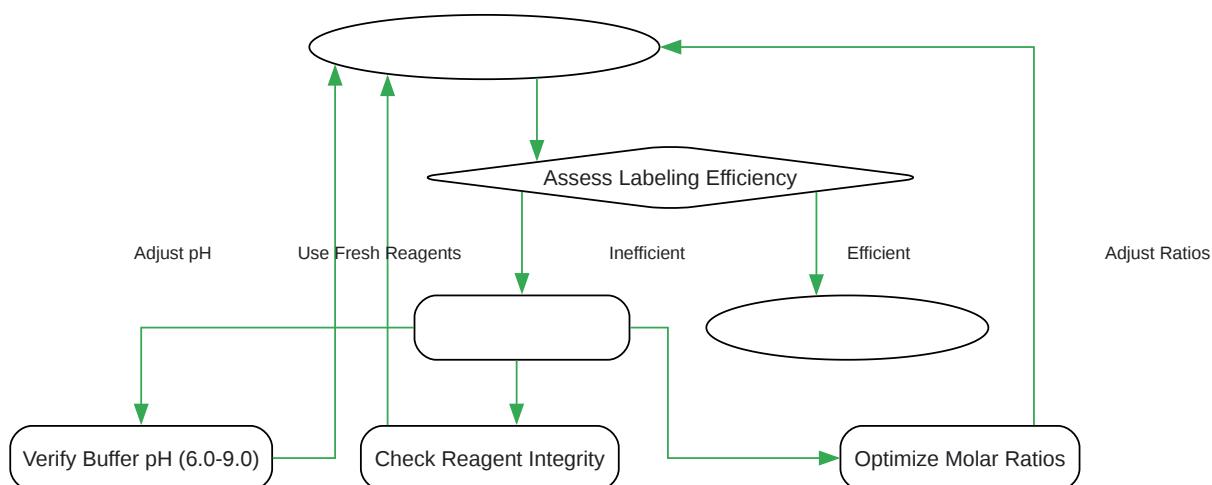 Assess Labeling Efficiency
Adjust pH
Use Fresh Reagents
Inefficient
Efficient
Adjust Ratios
Verify Buffer pH (6.0-9.0)
Check Reagent Integrity
Optimize Molar Ratios